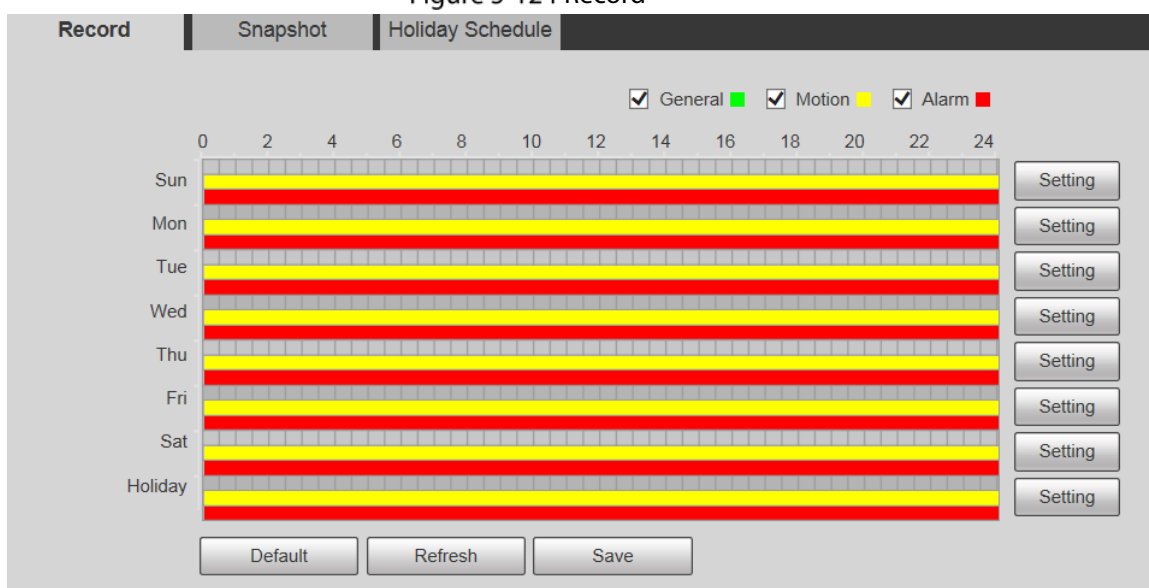 Figure 5-124 Record
Record Snapshot Holiday Schedule
General Motion Alarm
0 2 4 6 8 10 12 14 16 18 20 22 24
Sun Setting
Mon Setting
Tue Setting
Wed Setting
Thu Setting
Fri Setting
Sat Setting
Holiday Setting
Default Refresh Save